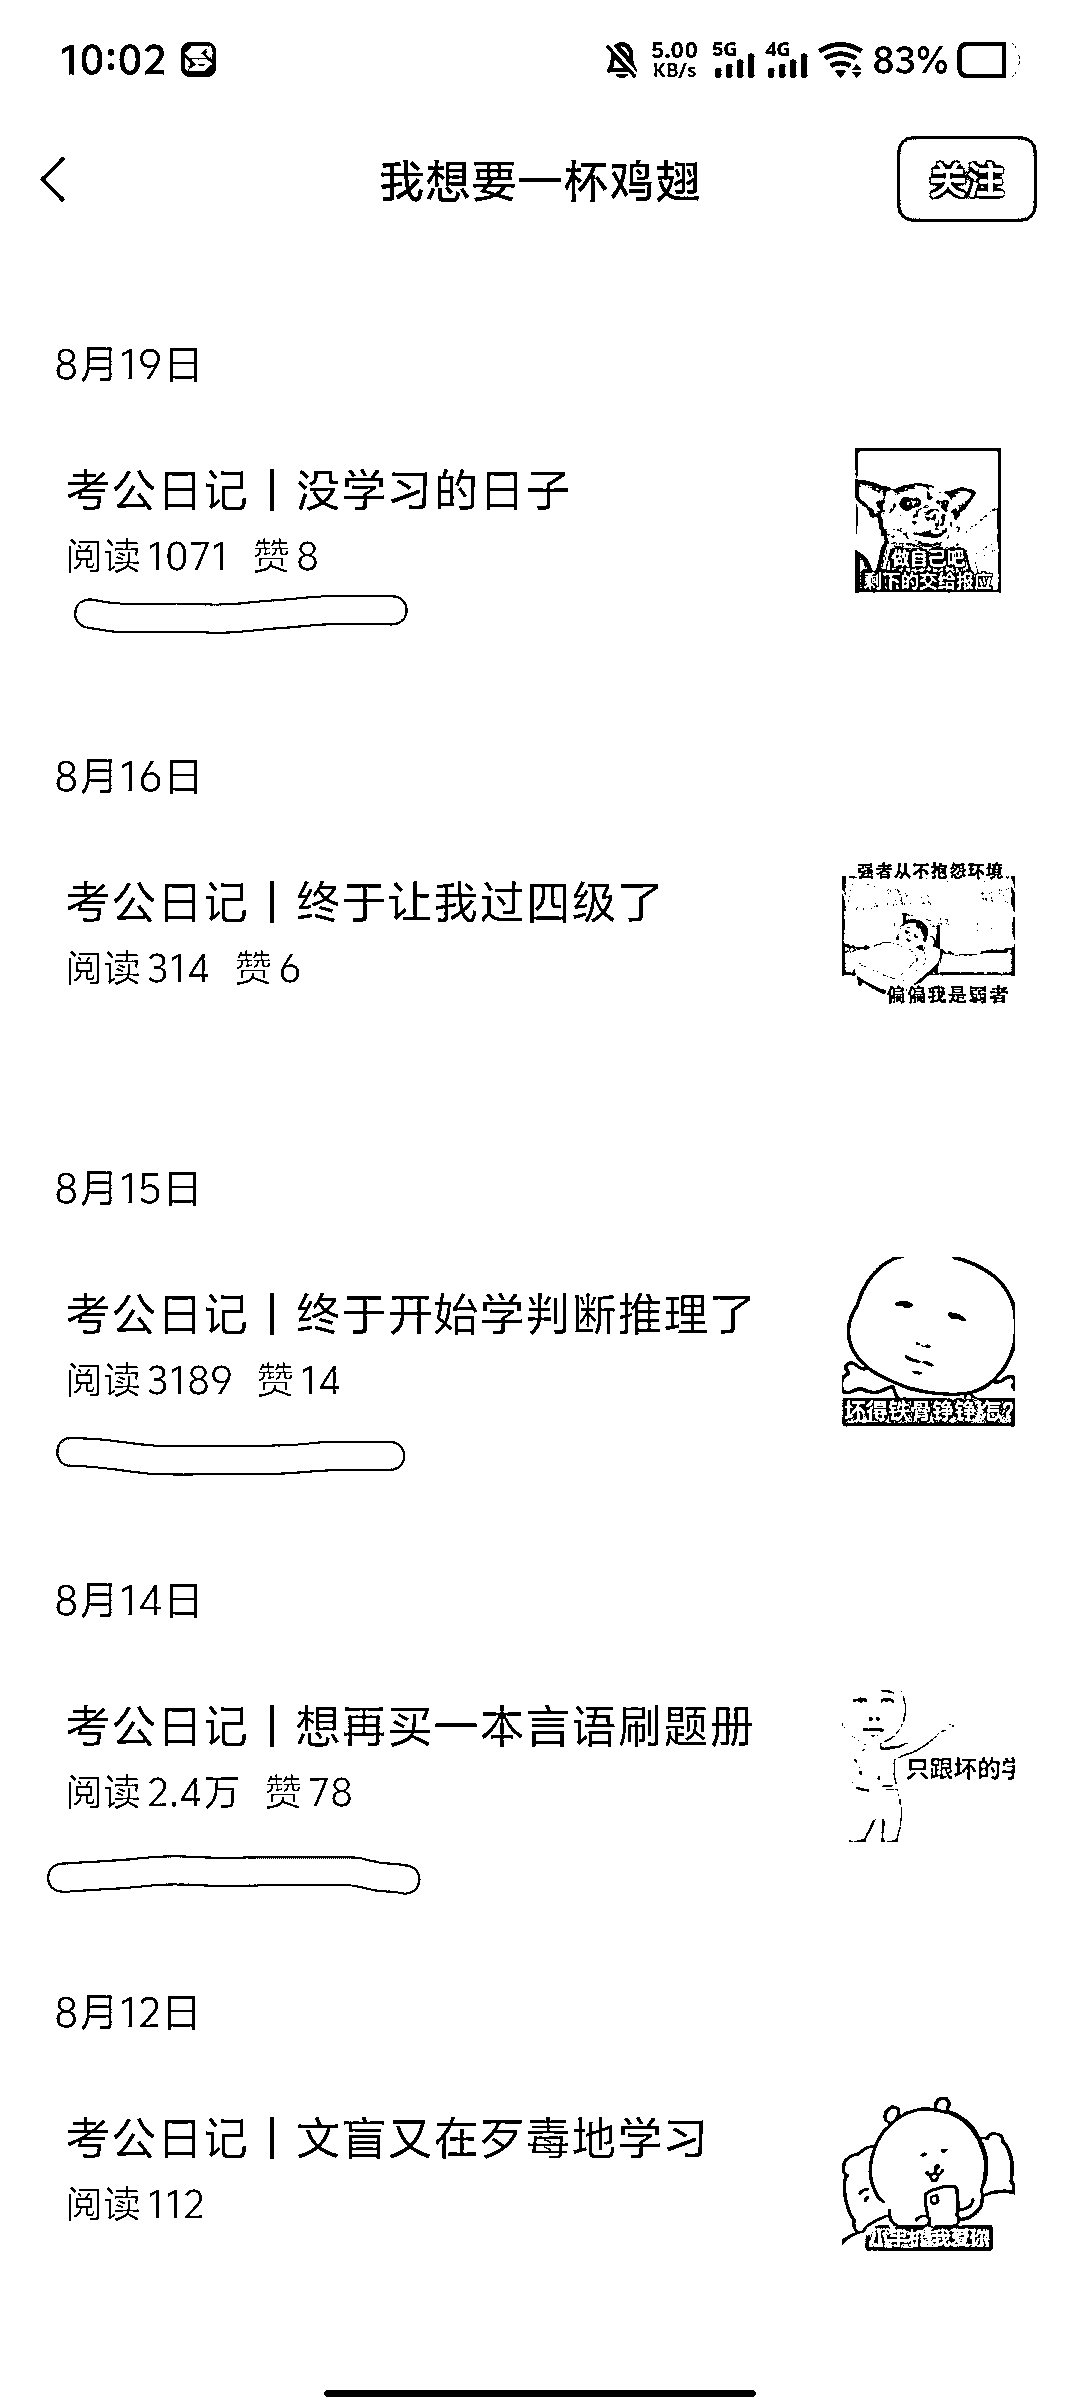 10:02
5.00 KB/s 5G 4G 83%
我想要一杯鸡翅
关注
8月19日
考公日记丨没学习的日子
阅读1071 赞8
做自己吧
剩下的交给报应
8月16日
考公日记丨终于让我过四级了
阅读314 赞6
强者从不抱怨环境
偏偏我是弱者
8月15日
考公日记丨终于开始学判断推理了
阅读3189 赞14
坏得铁骨铮铮
8月14日
考公日记丨想再买一本言语刷题册
阅读2.4万 赞78
只跟坏的学
8月12日
考公日记丨文盲又在歹毒地学习
阅读112
我爱你